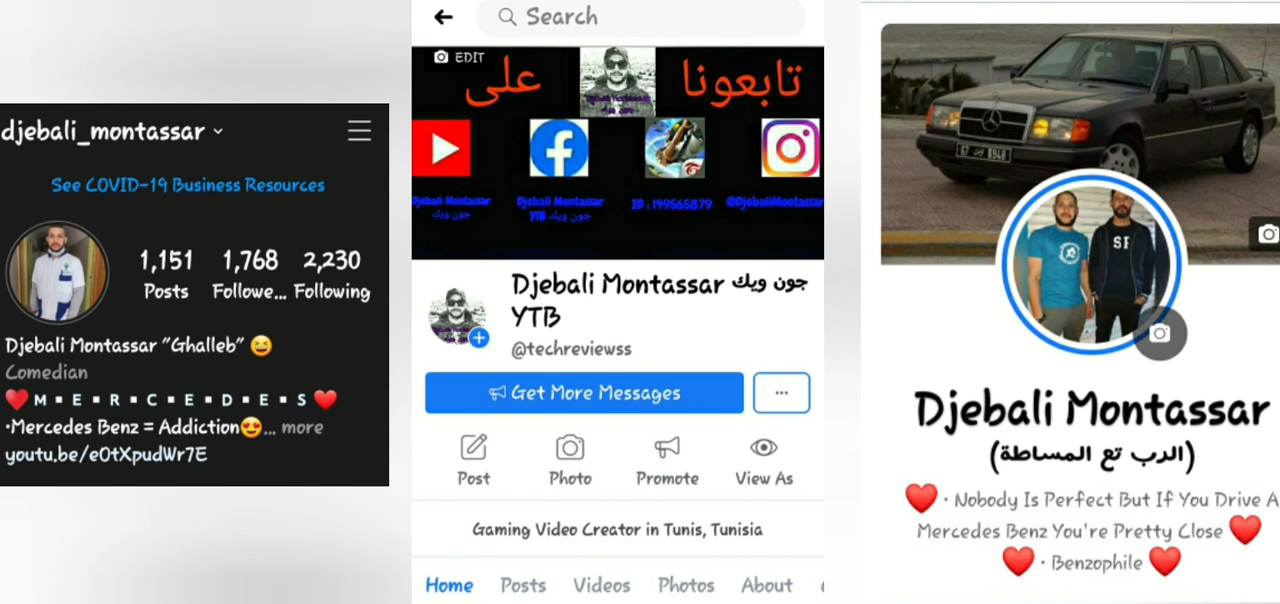 djebali_montassar
See COVID-19 Business Resources
1,151 1,768 2,230
Posts Followe... Following
Djebali Montassar "Ghalleb" 😆
Comedian
❤️ M ▪ E ▪ R ▪ C ▪ E ▪ D ▪ E ▪ S ❤️
•Mercedes Benz = Addiction😍... more
youtu.be/e0tXpudWr7E
Search
EDIT
تابعونا على
Djebali Montassar
جون ويك
Djebali Montassar
YTB جون ويك
ID : 149565879
@DjebaliMontassar
Djebali Montassar جون ويك
YTB
@techreviewss
Get More Messages
...
Post Photo Promote View As
Gaming Video Creator in Tunis, Tunisia
Home Posts Videos Photos About
SF
Djebali Montassar
(الدب تع المساطة)
❤️ • Nobody Is Perfect But If You Drive A
Mercedes Benz You're Pretty Close ❤️
❤️ • Benzophile ❤️